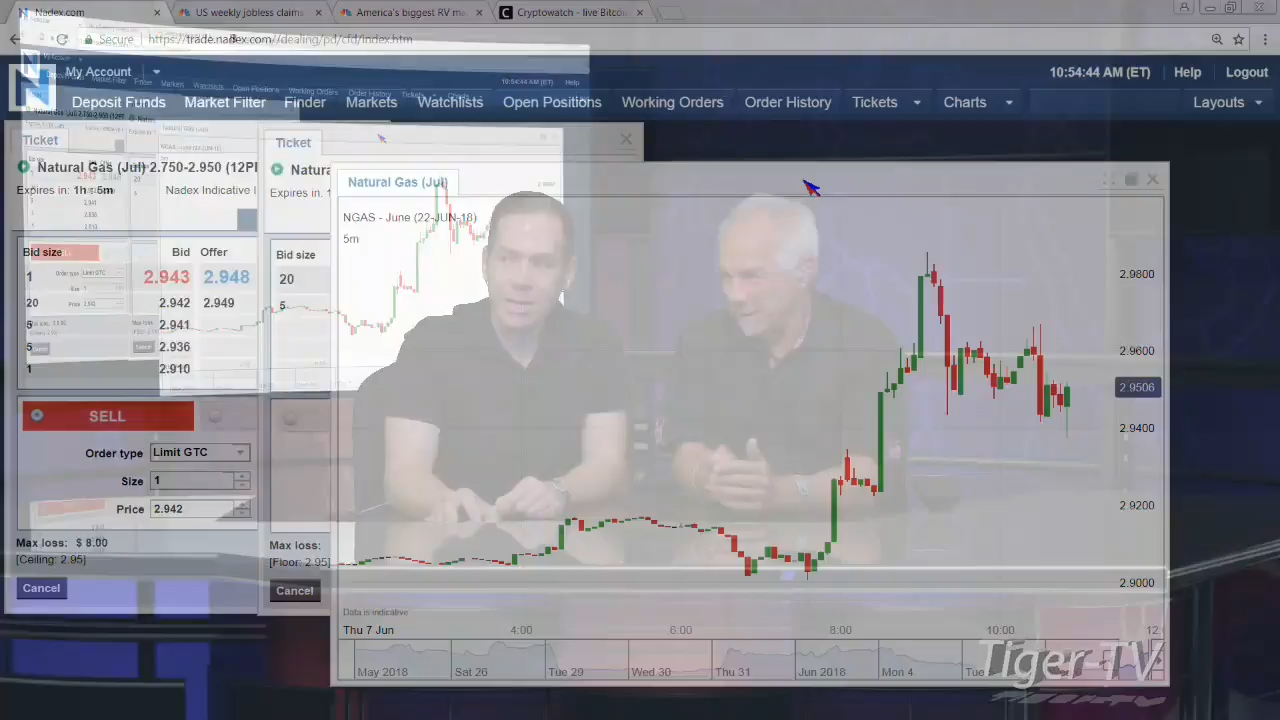 Nadex.com
US weekly jobless claims
America's biggest RV ma
Cryptowatch - live Bitcoin
Secure
https://trade.nadex.com//dealing/pd/cfd/index.htm
My Account
10:54:44 AM (ET)
Help
Logout
Deposit Funds
Market Filter
Finder
Markets
Watchlists
Open Positions
Working Orders
Order History
Tickets
Charts
Layouts
Ticket
Natural Gas (Jul) 2.750-2.950 (12PI
Expires in: 1h 5m
Nadex Indicative I
Bid size
Bid
Offer
1
2.943
2.948
20
2.942
2.949
5
2.941
5
2.936
1
2.910
SELL
Order type
Limit GTC
Size
1
Price
2.942
Max loss: $ 8.00
[Ceiling: 2.95]
Cancel
Ticket
Natura
Expires in: 1
Bid size
20
5
Max loss:
[Floor: 2.95]
Cancel
Natural Gas (Jul)
NGAS - June (22-JUN-18)
5m
2.9800
2.9600
2.9506
2.9400
2.9200
2.9000
Data is indicative
Thu 7 Jun
4:00
6:00
8:00
10:00
12:
May 2018
Sat 26
Tue 29
Wed 30
Thu 31
Jun 2018
Mon 4
Tue
Tiger-TV